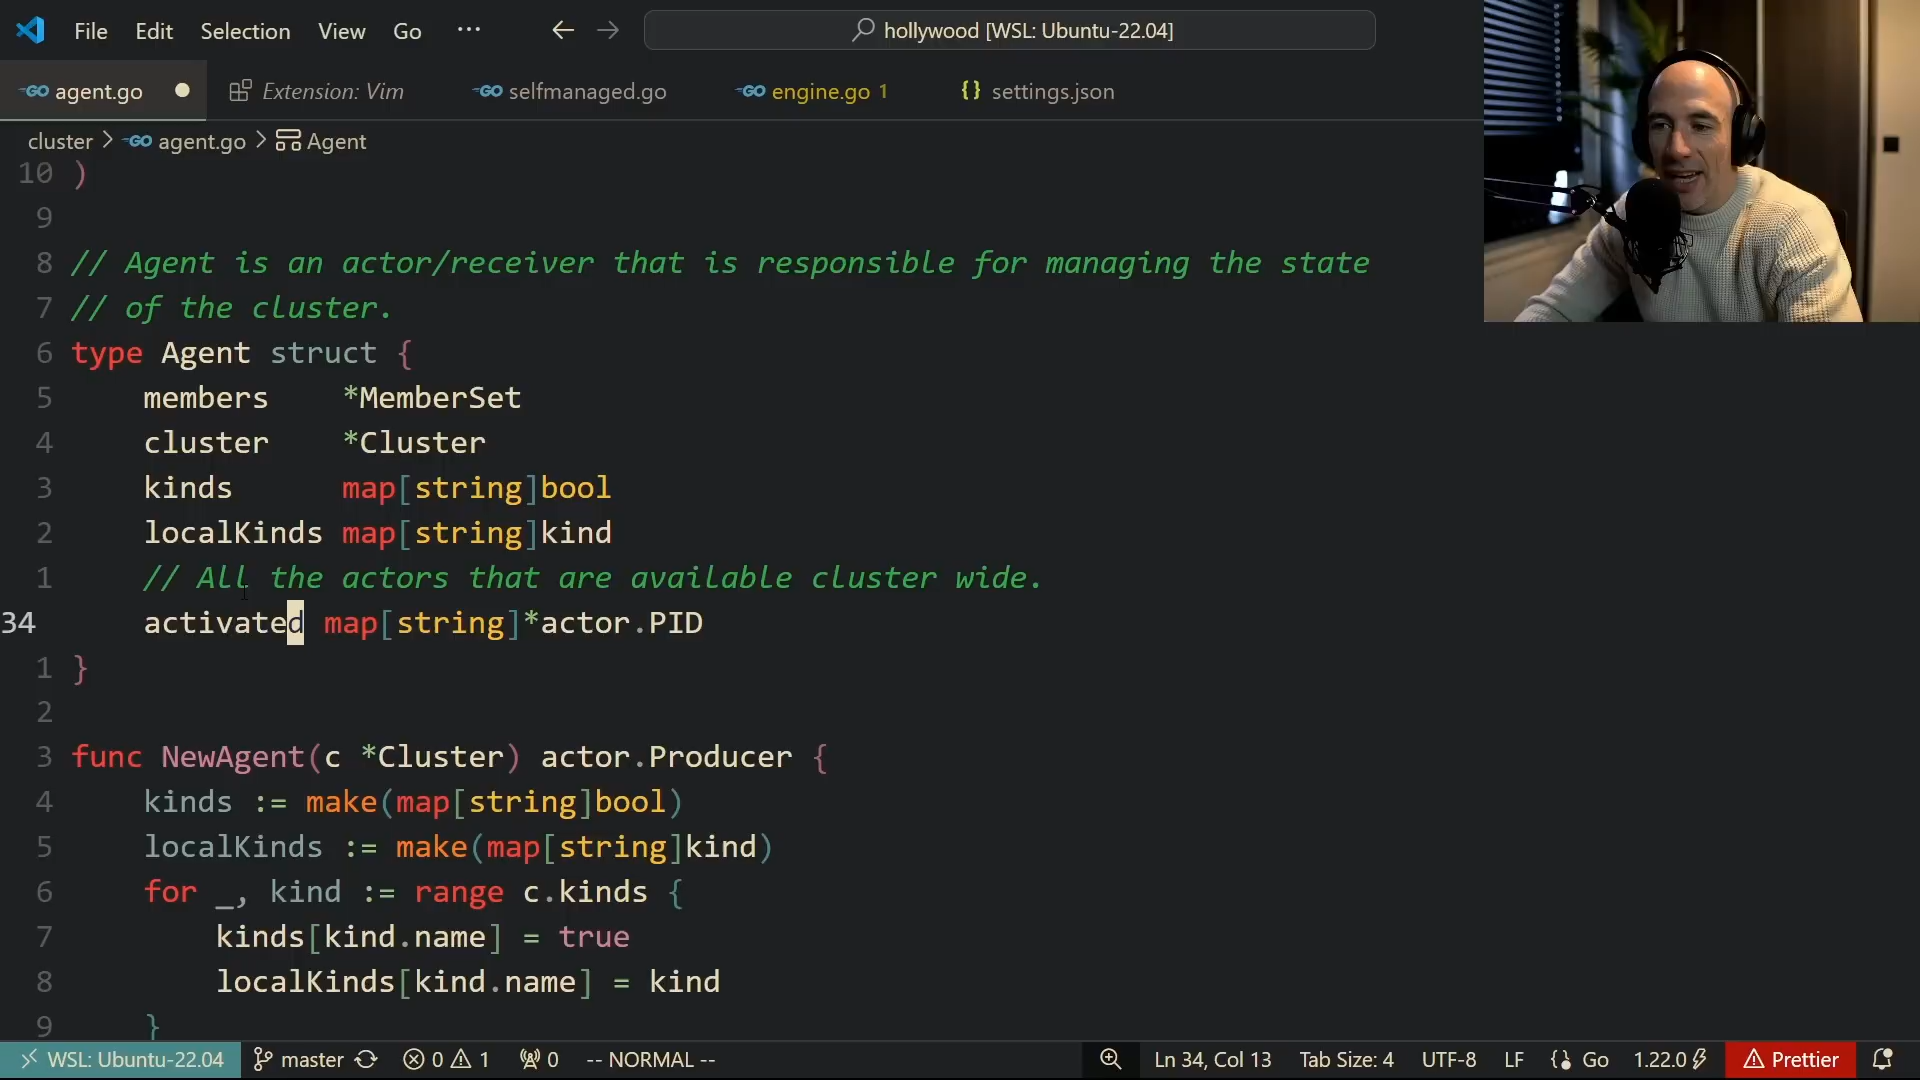 File Edit Selection View Go ··· hollywood [WSL: Ubuntu-22.04]
agent.go Extension: Vim selfmanaged.go engine.go 1 {} settings.json
cluster > agent.go > Agent
10 )
9
8 // Agent is an actor/receiver that is responsible for managing the state
7 // of the cluster.
6 type Agent struct {
5 members *MemberSet
4 cluster *Cluster
3 kinds map[string]bool
2 localKinds map[string]kind
1 // All the actors that are available cluster wide.
34 activated map[string]*actor.PID
1 }
2
3 func NewAgent(c *Cluster) actor.Producer {
4 kinds := make(map[string]bool)
5 localKinds := make(map[string]kind)
6 for _, kind := range c.kinds {
7 kinds[kind.name] = true
8 localKinds[kind.name] = kind
9 }
WSL: Ubuntu-22.04 master 0 1 0 -- NORMAL -- Ln 34, Col 13 Tab Size: 4 UTF-8 LF Go 1.22.0 Prettier